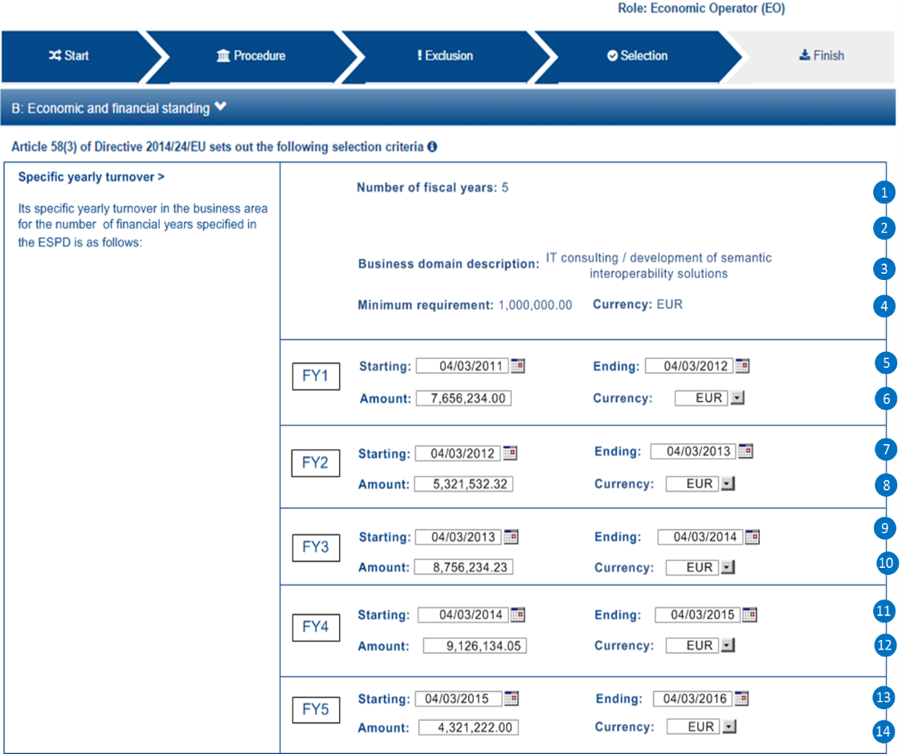 Role: Economic Operator (EO)
Start Procedure Exclusion Selection Finish
B: Economic and financial standing
Article 58(3) of Directive 2014/24/EU sets out the following selection criteria
Specific yearly turnover >
Its specific yearly turnover in the business area
for the number of financial years specified in
the ESPD is as follows:
Number of fiscal years: 5
1
2
Business domain description: IT consulting / development of semantic
interoperability solutions
3
Minimum requirement: 1,000,000.00 Currency: EUR
4
FY1
Starting: 04/03/2011 Ending: 04/03/2012
5
Amount: 7,656,234.00 Currency: EUR
6
FY2
Starting: 04/03/2012 Ending: 04/03/2013
7
Amount: 5,321,532.32 Currency: EUR
8
FY3
Starting: 04/03/2013 Ending: 04/03/2014
9
Amount: 8,756,234.23 Currency: EUR
10
FY4
Starting: 04/03/2014 Ending: 04/03/2015
11
Amount: 9,126,134.05 Currency: EUR
12
FY5
Starting: 04/03/2015 Ending: 04/03/2016
13
Amount: 4,321,222.00 Currency: EUR
14